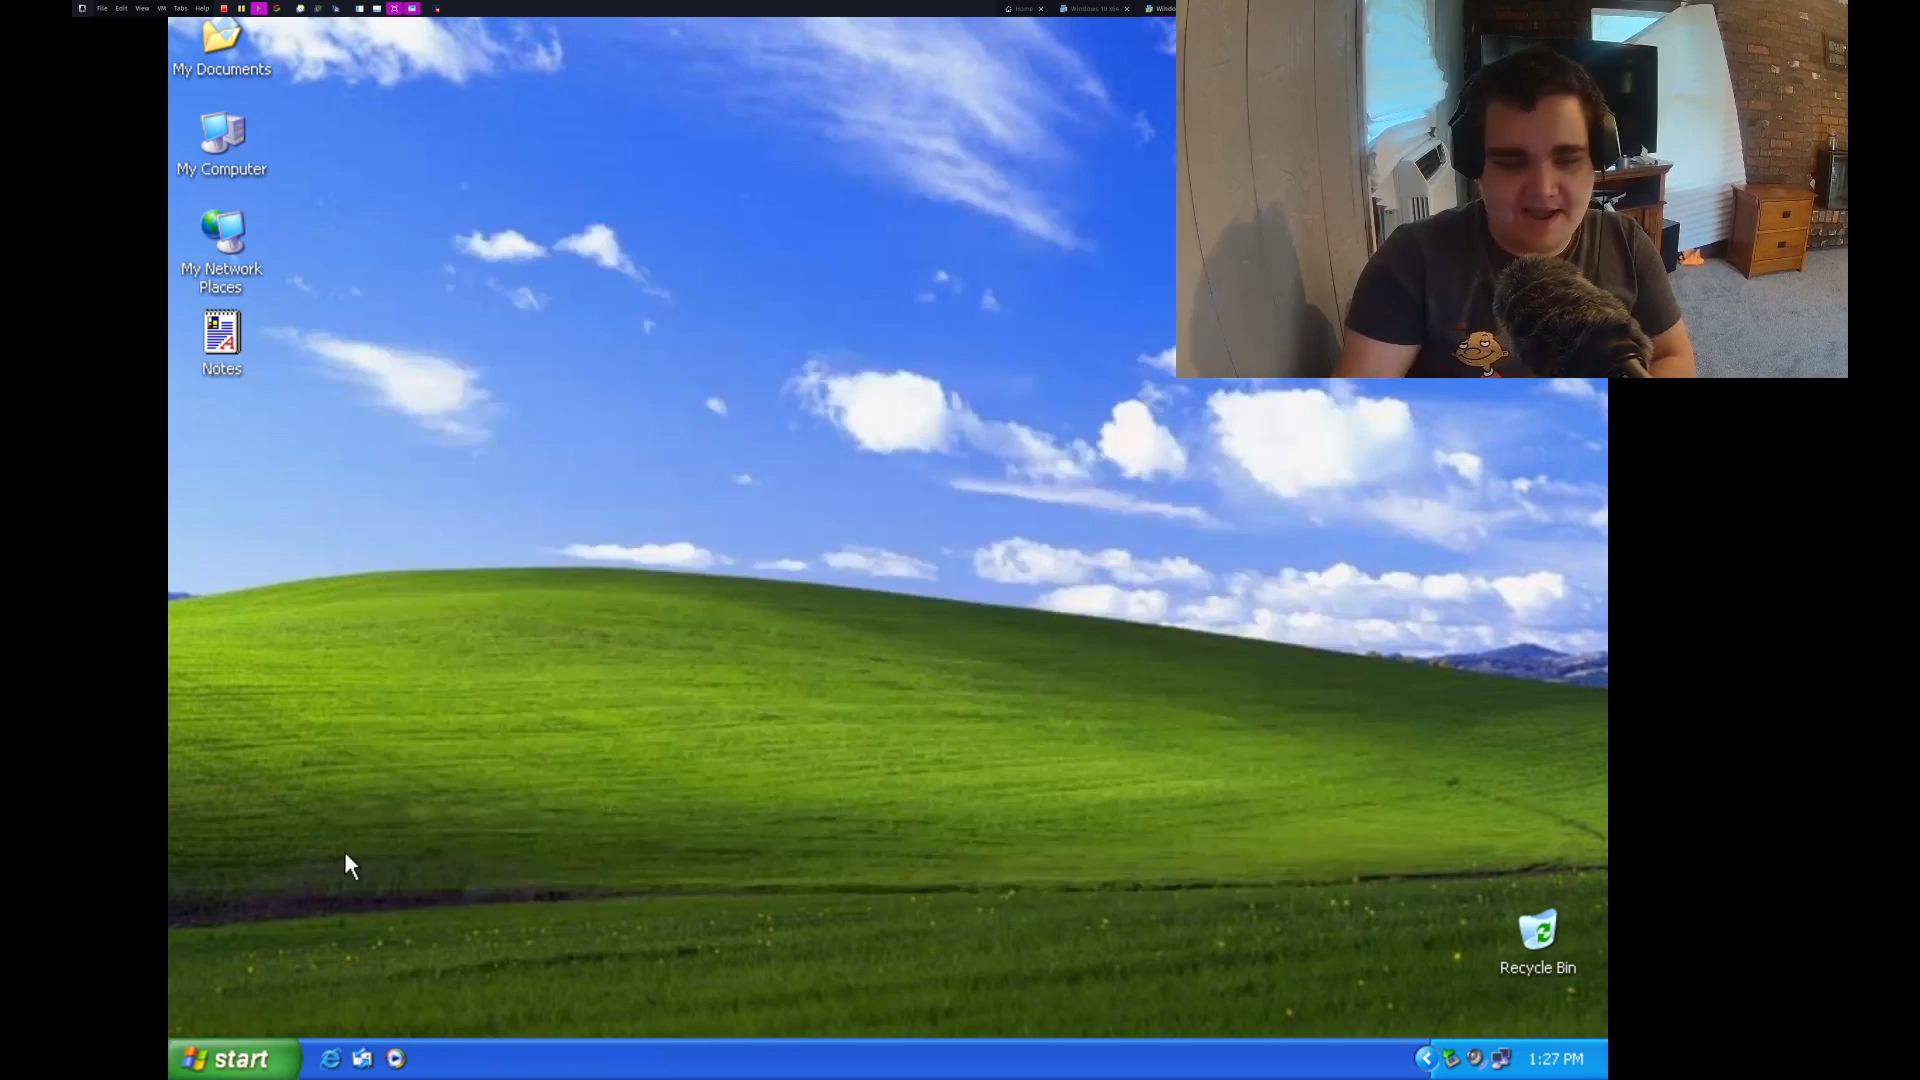 File Edit View VM Tabs Help
Home
Windows 10 x64
Windo
My Documents
My Computer
My Network
Places
Notes
Recycle Bin
start
1:27 PM